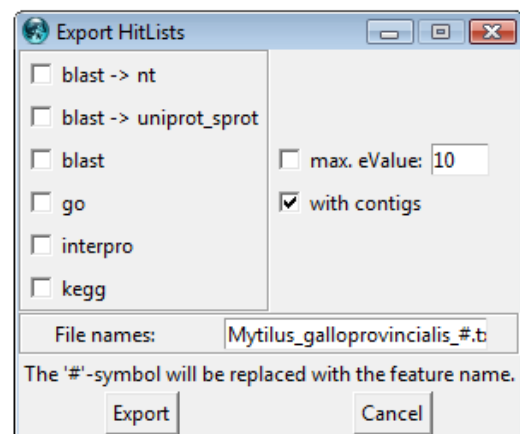 Export HitLists
blast -> nt
blast -> uniprot_sprot
blast
go
interpro
kegg
max. eValue: 10
with contigs
File names: Mytilus_galloprovincialis_#.t
The '#'-symbol will be replaced with the feature name.
Export
Cancel